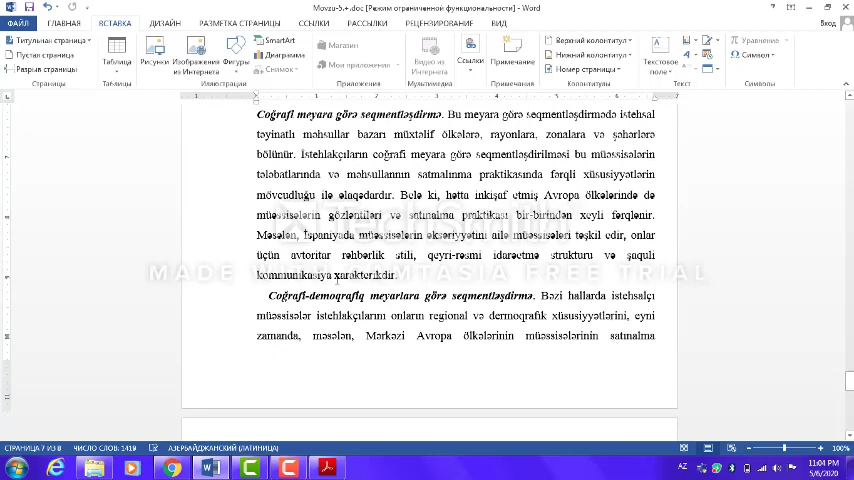 Movzu-5.+.doc [Режим ограниченной функциональности] - Word
ФАЙЛ ГЛАВНАЯ ВСТАВКА ДИЗАЙН РАЗМЕТКА СТРАНИЦЫ ССЫЛКИ РАССЫЛКИ РЕЦЕНЗИРОВАНИЕ ВИД Вход
Титульная страница
Пустая страница
Разрыв страницы
Страницы
Таблица
Таблицы
Рисунки
Изображения из Интернета
Фигуры
SmartArt
Диаграмма
Снимок
Иллюстрации
Магазин
Мои приложения
Приложения
Видео из Интернета
Мультимедиа
Ссылки
Примечание
Примечания
Верхний колонтитул
Нижний колонтитул
Номер страницы
Колонтитулы
Текстовое поле
Текст
Уравнение
Символ
Символы
Coğrafi meyara görə seqmentləşdirmə. Bu meyara görə seqmentləşdirmədə istehsal
təyinatlı məhsullar bazarı müxtəlif ölkələrə, rayonlara, zonalara və şəhərlərə
bölünür. İstehlakçıların coğrafi meyara görə seqmentləşdirilməsi bu müəssisələrin
tələbatlarında və məhsullannın satmalınma praktikasında fərqli xüsusiyyətlərin
mövcudluğu ilə əlaqədardır. Belə ki, hətta inkişaf etmiş Avropa ölkələrində də
müəssisələrin gözləntiləri və satınalma praktikası bir-birindən xeyli fərqlənir.
Məsələn, İspaniyada müəssisələrin əksəriyyətini ailə müəssisələri təşkil edir, onlar
üçün avtoritar rəhbərlik stili, qeyri-rəsmi idarəetmə strukturu və şaquli
kommunikasiya xarakterikdir.
Coğrafi-demoqrafiq meyarlara görə seqmentləşdirmə. Bəzi hallarda istehsalçı
müəssisələr istehlakçılarını onların regional və dermoqrafik xüsusiyyətlərini, eyni
zamanda, məsələn, Mərkəzi Avropa ölkələrinin müəssisələrinin satınalma
TechSmith
MADE WITH CAMTASIA FREE TRIAL
СТРАНИЦА 7 ИЗ 8 ЧИСЛО СЛОВ: 1419 АЗЕРБАЙДЖАНСКИЙ (ЛАТИНИЦА) 100%
AZ 11:04 PM
5/6/2020